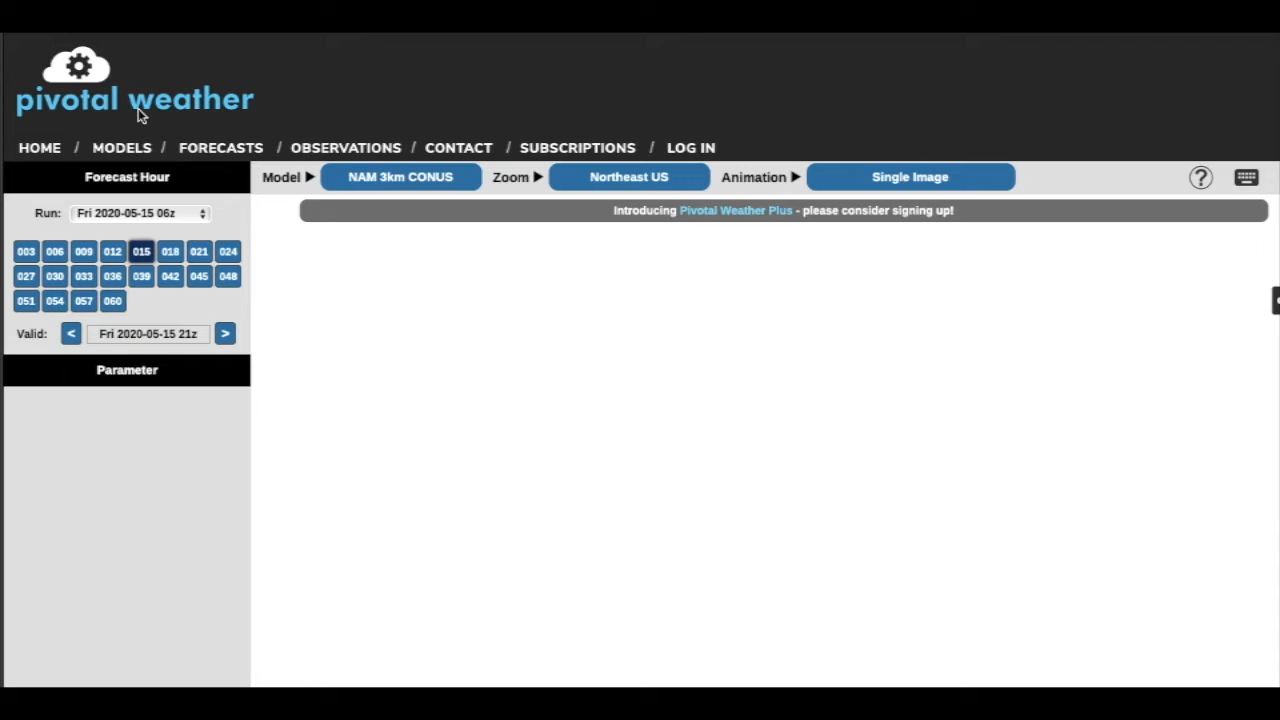 pivotal weather
HOME / MODELS / FORECASTS / OBSERVATIONS / CONTACT / SUBSCRIPTIONS / LOG IN
Forecast Hour
Model NAM 3km CONUS Zoom Northeast US Animation Single Image ?
Run: Fri 2020-05-15 06z
Introducing Pivotal Weather Plus - please consider signing up!
003 006 009 012 015 018 021 024
027 030 033 036 039 042 045 048
051 054 057 060
Valid: < Fri 2020-05-15 21z >
Parameter